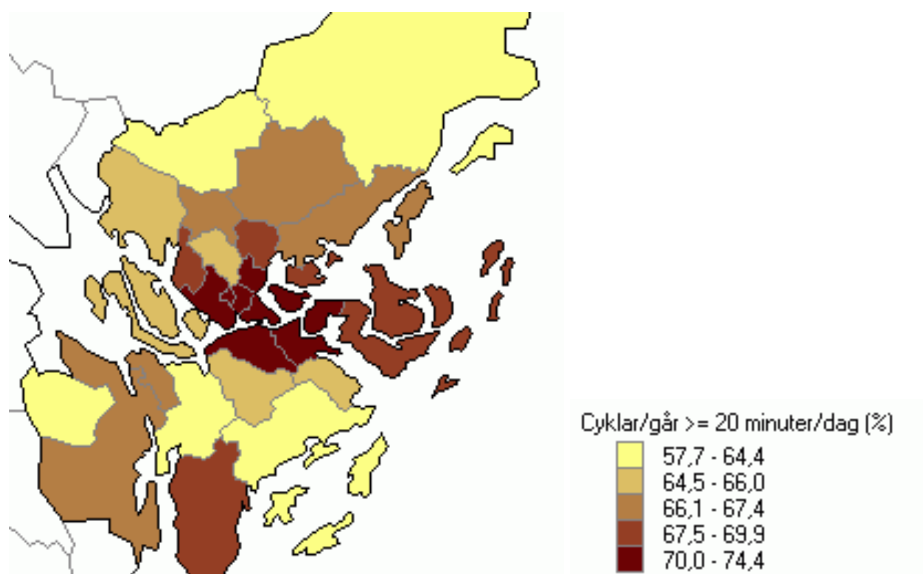 Cyklar/går >= 20 minuter/dag (%)
57,7 - 64,4
64,5 - 66,0
66,1 - 67,4
67,5 - 69,9
70,0 - 74,4